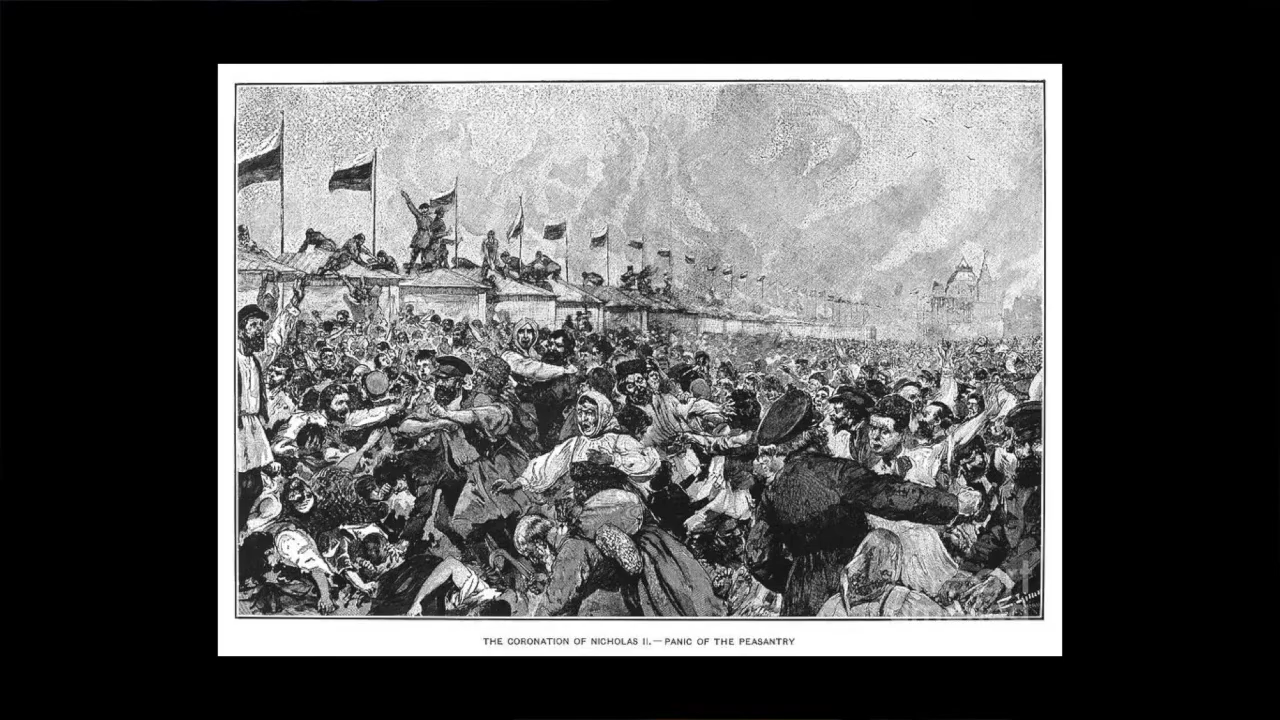 THE CORONATION OF NICHOLAS II.—PANIC OF THE PEASANTRY